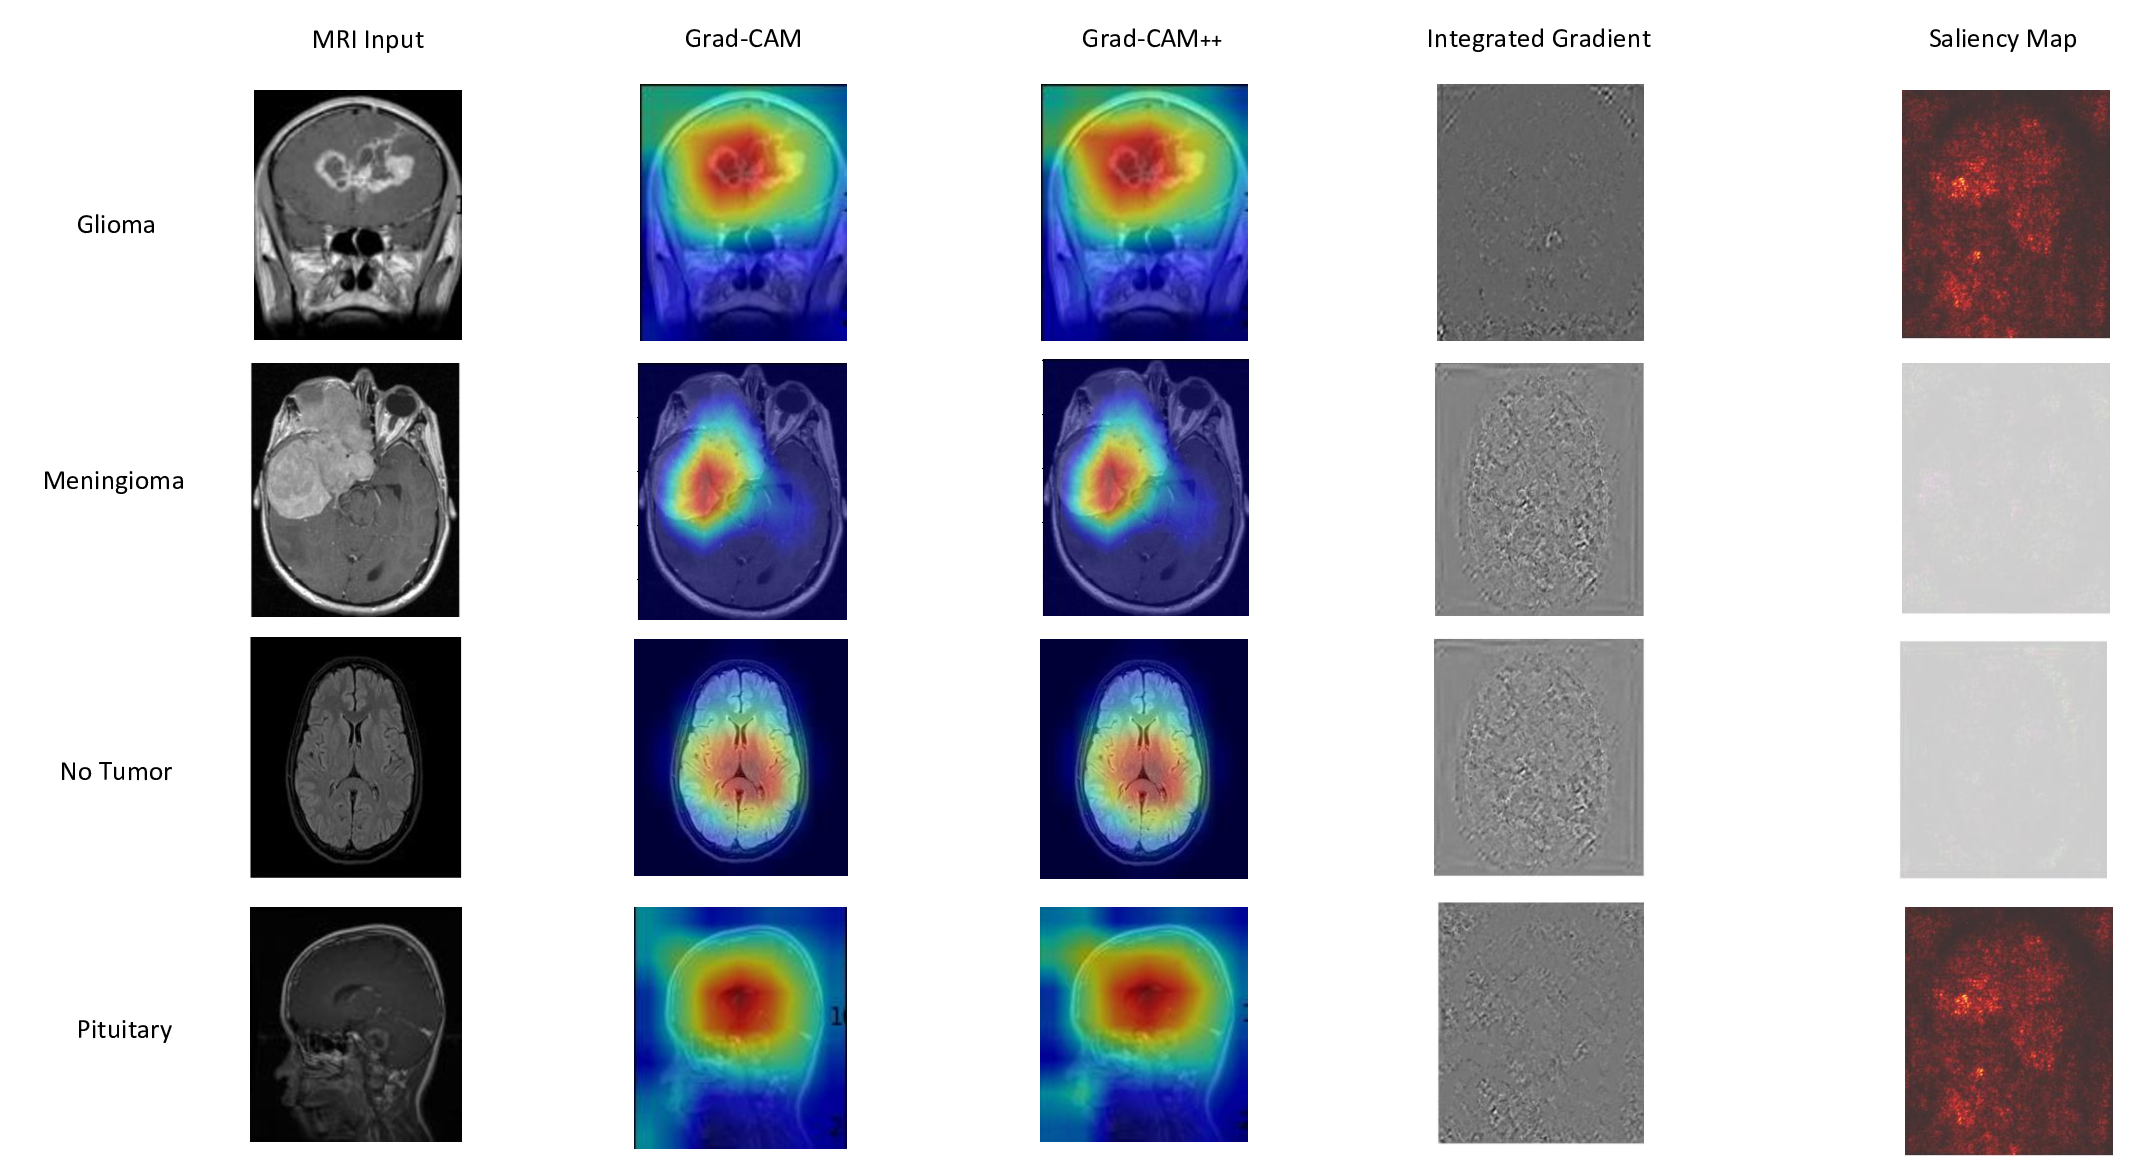 MRI Input
Grad-CAM
Grad-CAM++
Integrated Gradient
Saliency Map
Glioma
Meningioma
No Tumor
Pituitary